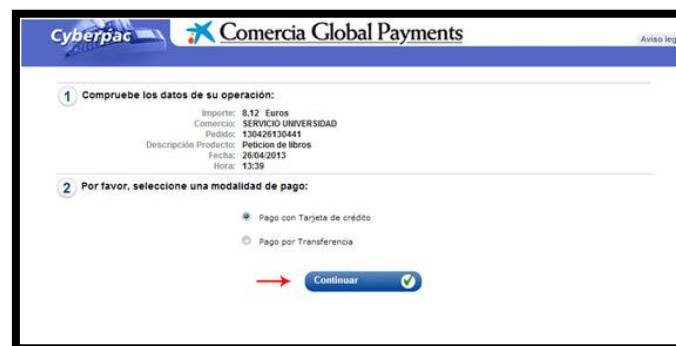 Cyberpac
Comercia Global Payments
Aviso leg
1 Compruebe los datos de su operación:
Importe: 8,12 Euros
Comercio: SERVICIO UNIVERSIDAD
Pedido: 130426130441
Descripción Producto: Peticion de libros
Fecha: 26/04/2013
Hora: 13:39
2 Por favor, seleccione una modalidad de pago:
Pago con Tarjeta de crédito
Pago por Transferencia
Continuar